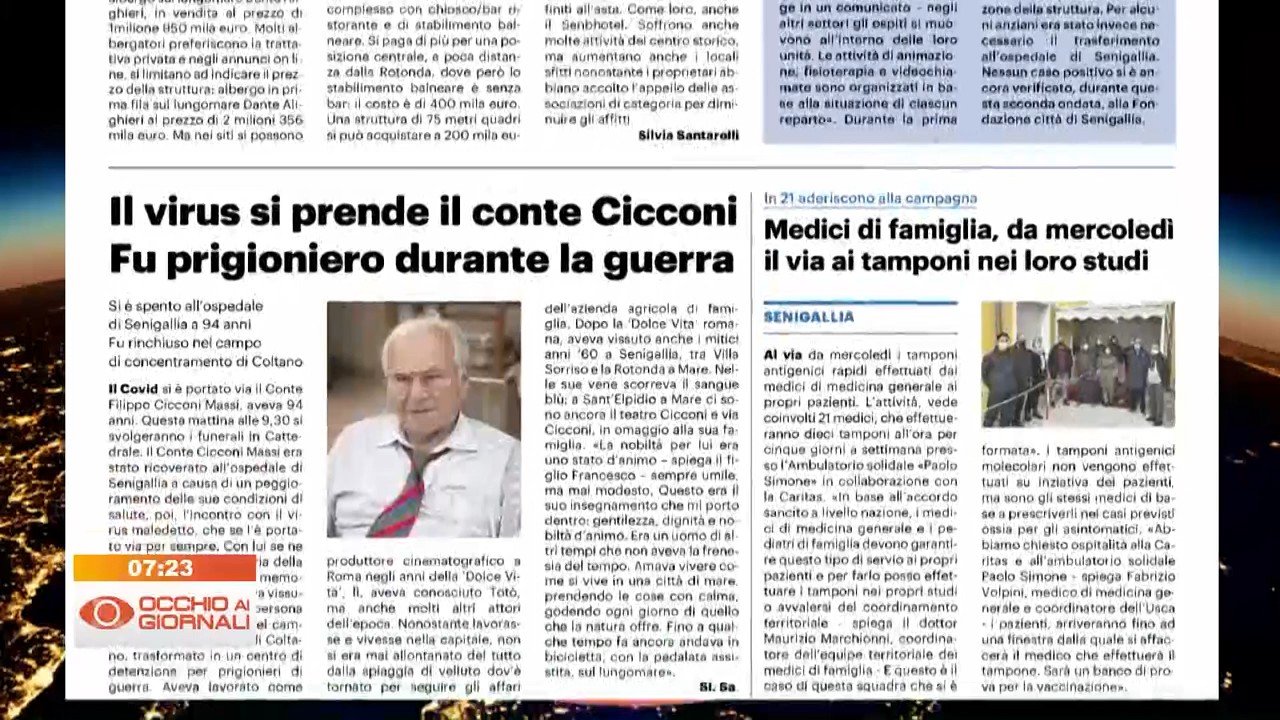 ghieri, in vendita al prezzo di
1milione 850 mila euro. Molti al-
bergatori preferiscono la tratta-
tiva privata e negli annunci on li-
ne, si limitano ad indicare il prez-
zo della struttura: albergo in pri-
ma fila sul lungomare Dante Ali-
ghieri al prezzo di 2 milioni 356
mila euro. Ma nei siti si possono
complesso con chiosco/bar ri-
storante e di stabilimento bal-
neare. Si paga di più per una po-
sizione centrale, a poca distan-
za dalla Rotonda, dove però lo
stabilimento balneare è senza
bar: il costo è di 400 mila euro.
Una struttura di 75 metri quadri
si può acquistare a 200 mila eu-
finiti all'asta. Come loro, anche
il Senbhotel. Soffrono anche
molte attività del centro storico,
ma aumentano anche i locali
sfitti nonostante i proprietari ab-
biano accolto l'appello delle as-
sociazioni di categoria per dimi-
nuire gli affitti
Silvia Santarelli
ge in un comunicato - negli
altri settori gli ospiti si muo-
vono all'interno delle loro
unità. Le attività di animazio-
ne, fisioterapia e videochia-
mate sono organizzati in ba-
se alla situazione di ciascun
reparto». Durante la prima
zione della struttura. Per alcu-
ni anziani era stato invece ne-
cessario il trasferimento
all'ospedale di Senigallia.
Nessun caso positivo si è an-
cora verificato, durante que-
sta seconda ondata, alla Fon-
dazione città di Senigallia.
Il virus si prende il conte Cicconi
Fu prigioniero durante la guerra
Si è spento all'ospedale
di Senigallia a 94 anni
Fu rinchiuso nel campo
di concentramento di Coltano
Il Covid si è portato via il Conte
Filippo Cicconi Massi, aveva 94
anni. Questa mattina alle 9,30 si
svolgeranno i funerali in Catte-
drale. Il Conte Cicconi Massi era
stato ricoverato all'ospedale di
Senigallia a causa di un peggio-
ramento delle sue condizioni di
salute, poi, l'incontro con il vi-
rus maledetto, che se l'è porta-
to via per sempre. Con lui se ne
ia della
memo-
a vissu-
persona
el cam-
li Colta-
no, trasformato in un centro di
detenzione per prigionieri di
guerra. Aveva lavorato come
produttore cinematografico a
Roma negli anni della 'Dolce Vi-
ta'. lì, aveva conosciuto Totò,
ma anche molti altri attori
dell'epoca. Nonostante lavoras-
se e vivesse nella capitale, non
si era mai allontanato del tutto
dalla spiaggia di velluto dov'è
tornato per seguire gli affari
dell'azienda agricola di fami-
glia. Dopo la 'Dolce Vita' roma-
na, aveva vissuto anche i mitici
anni '60 a Senigallia, tra Villa
Sorriso e la Rotonda a Mare. Nel-
le sue vene scorreva il sangue
blù; a Sant'Elpidio a Mare ci so-
no ancora il teatro Cicconi e via
Cicconi, in omaggio alla sua fa-
miglia. «La nobiltà per lui era
uno stato d'animo – spiega il fi-
glio Francesco – sempre umile,
ma mai modesto. Questo era il
suo insegnamento che mi porto
dentro: gentilezza, dignità e no-
biltà d'animo. Era un uomo di al-
tri tempi che non aveva la frene-
sia del tempo. Amava vivere co-
me si vive in una città di mare,
prendendo le cose con calma,
godendo ogni giorno di quello
che la natura offre. Fino a qual-
che tempo fa ancora andava in
bicicletta, con la pedalata assi-
stita, sul lungomare».
Si. Sa.
In 21 aderiscono alla campagna
Medici di famiglia, da mercoledì
il via ai tamponi nei loro studi
SENIGALLIA
Al via da mercoledì i tamponi
antigenici rapidi effettuati dai
medici di medicina generale ai
propri pazienti. L'attività, vede
coinvolti 21 medici, che effettue-
ranno dieci tamponi all'ora per
cinque giorni a settimana pres-
so l'Ambulatorio solidale «Paolo
Simone» in collaborazione con
la Caritas. «In base all'accordo
sancito a livello nazione, i medi-
ci di medicina generale e i pe-
diatri di famiglia devono garanti-
re questo tipo di servizio ai propri
pazienti e per farlo posso effet-
tuare i tamponi nei propri studi
o avvalersi del coordinamento
territoriale - spiega il dottor
Maurizio Marchionni, coordina-
tore dell'equipe territoriale dei
medici di famiglia - E questo è il
caso di questa squadra che si è
formata». i tamponi antigenici
molecolari non vengono effet-
tuati su inziativa dei pazienti,
ma sono gli stessi medici di ba-
se a prescriverli nei casi previsti
ossia per gli asintomatici. «Ab-
biamo chiesto ospitalità alla Ca-
ritas e all'ambulatorio solidale
Paolo Simone - spiega Fabrizio
Volpini, medico di medicina ge-
nerale e coordinatore dell'Usca
- i pazienti, arriveranno fino ad
una finestra dalla quale si affac-
cerà il medico che effettuerà il
tampone. Sarà un banco di pro-
va per la vaccinazione».
07:23
OCCHIO AI
GIORNALI